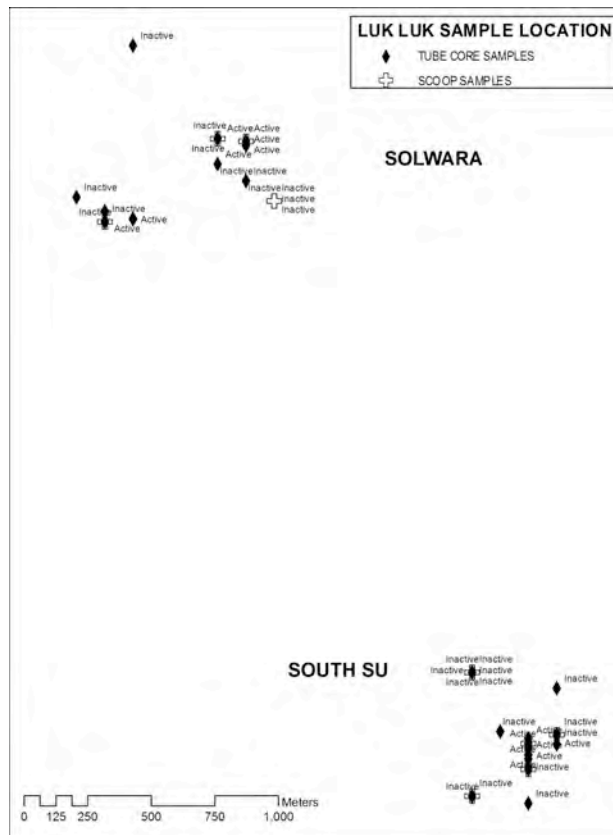 LUK LUK SAMPLE LOCATION
TUBE CORE SAMPLES
SCOOP SAMPLES
Inactive
Inactive Active Active
Active
Inactive Active
Active
Inactive Inactive
Inactive Inactive
Inactive
Inactive
SOLWARA
Inactive
Inactive Inactive
Active Active
SOUTH SU
Inactive Inactive
Inactive Inactive
Inactive Inactive
Inactive
Inactive Inactive
Active Active Inactive
Active Active Active
Active Active
Inactive
Inactive Inactive
Inactive
Meters
0 125 250 500 750 1,000